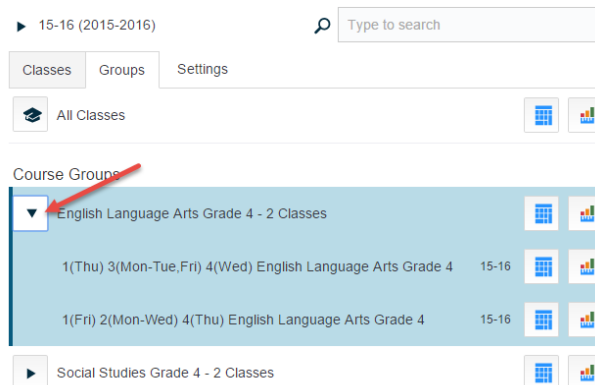 15-16 (2015-2016)
Type to search
Classes Groups Settings
All Classes
Course Groups
English Language Arts Grade 4 - 2 Classes
1(Thu) 3(Mon-Tue,Fri) 4(Wed) English Language Arts Grade 4 15-16
1(Fri) 2(Mon-Wed) 4(Thu) English Language Arts Grade 4 15-16
Social Studies Grade 4 - 2 Classes